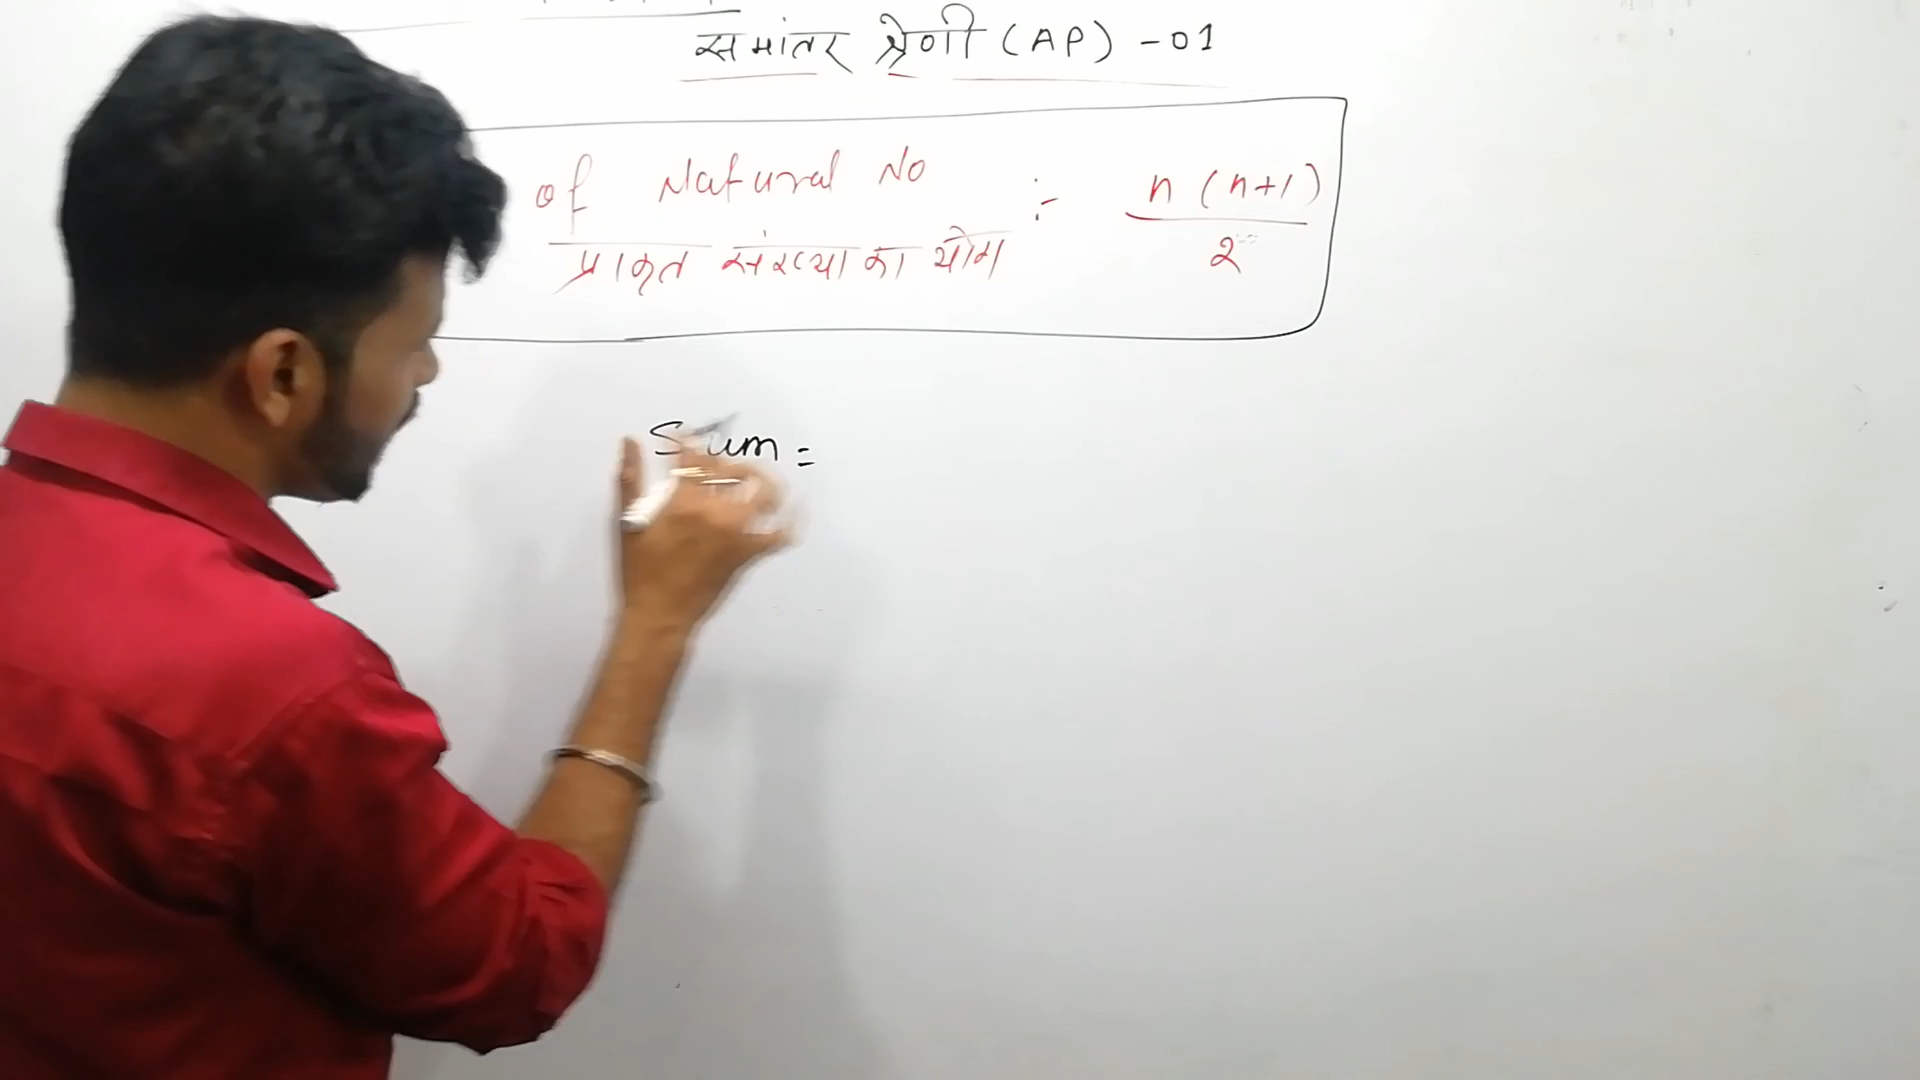 समांतर श्रेणी (AP) - 01
of Natural No :- n (n+1)
प्राकृत संख्या का योग 2
Sum =